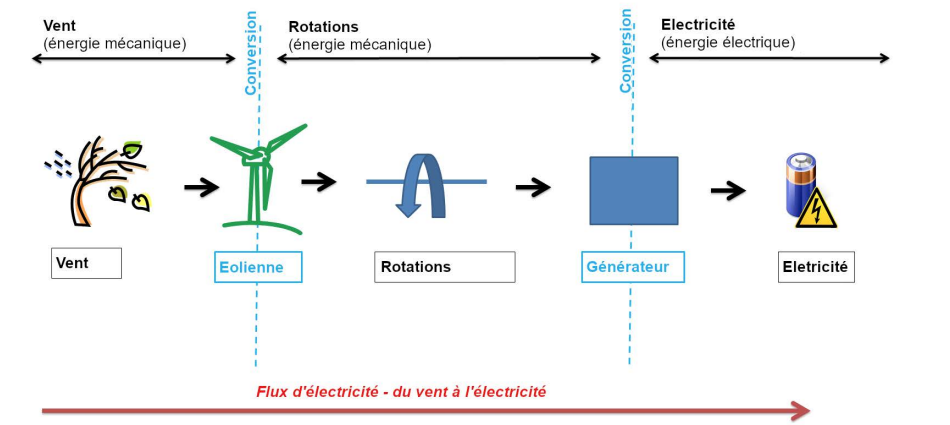 Vent
(énergie mécanique)
Conversion
Rotations
(énergie mécanique)
Conversion
Electricité
(énergie électrique)
Vent
Eolienne
Rotations
Générateur
Eletricité
Flux d'électricité - du vent à l'électricité